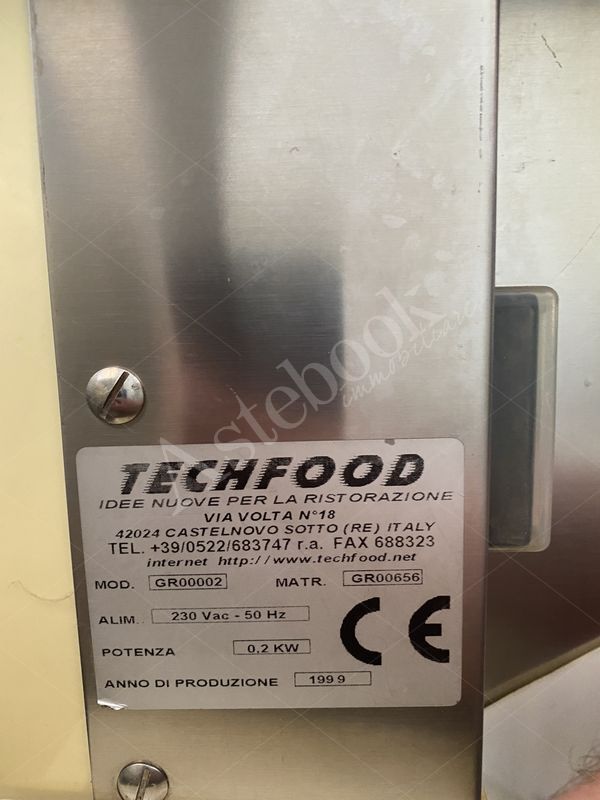 Astebook
immobiliare
TECHFOOD
IDEE NUOVE PER LA RISTORAZIONE
VIA VOLTA N°18
42024 CASTELNOVO SOTTO (RE) ITALY
TEL. +39/0522/683747 r.a. FAX 688323
internet http://www.techfood.net
MOD. GR00002 MATR. GR00656
ALIM.. 230 Vac - 50 Hz
POTENZA 0,2 KW
ANNO DI PRODUZIONE 1999
CE